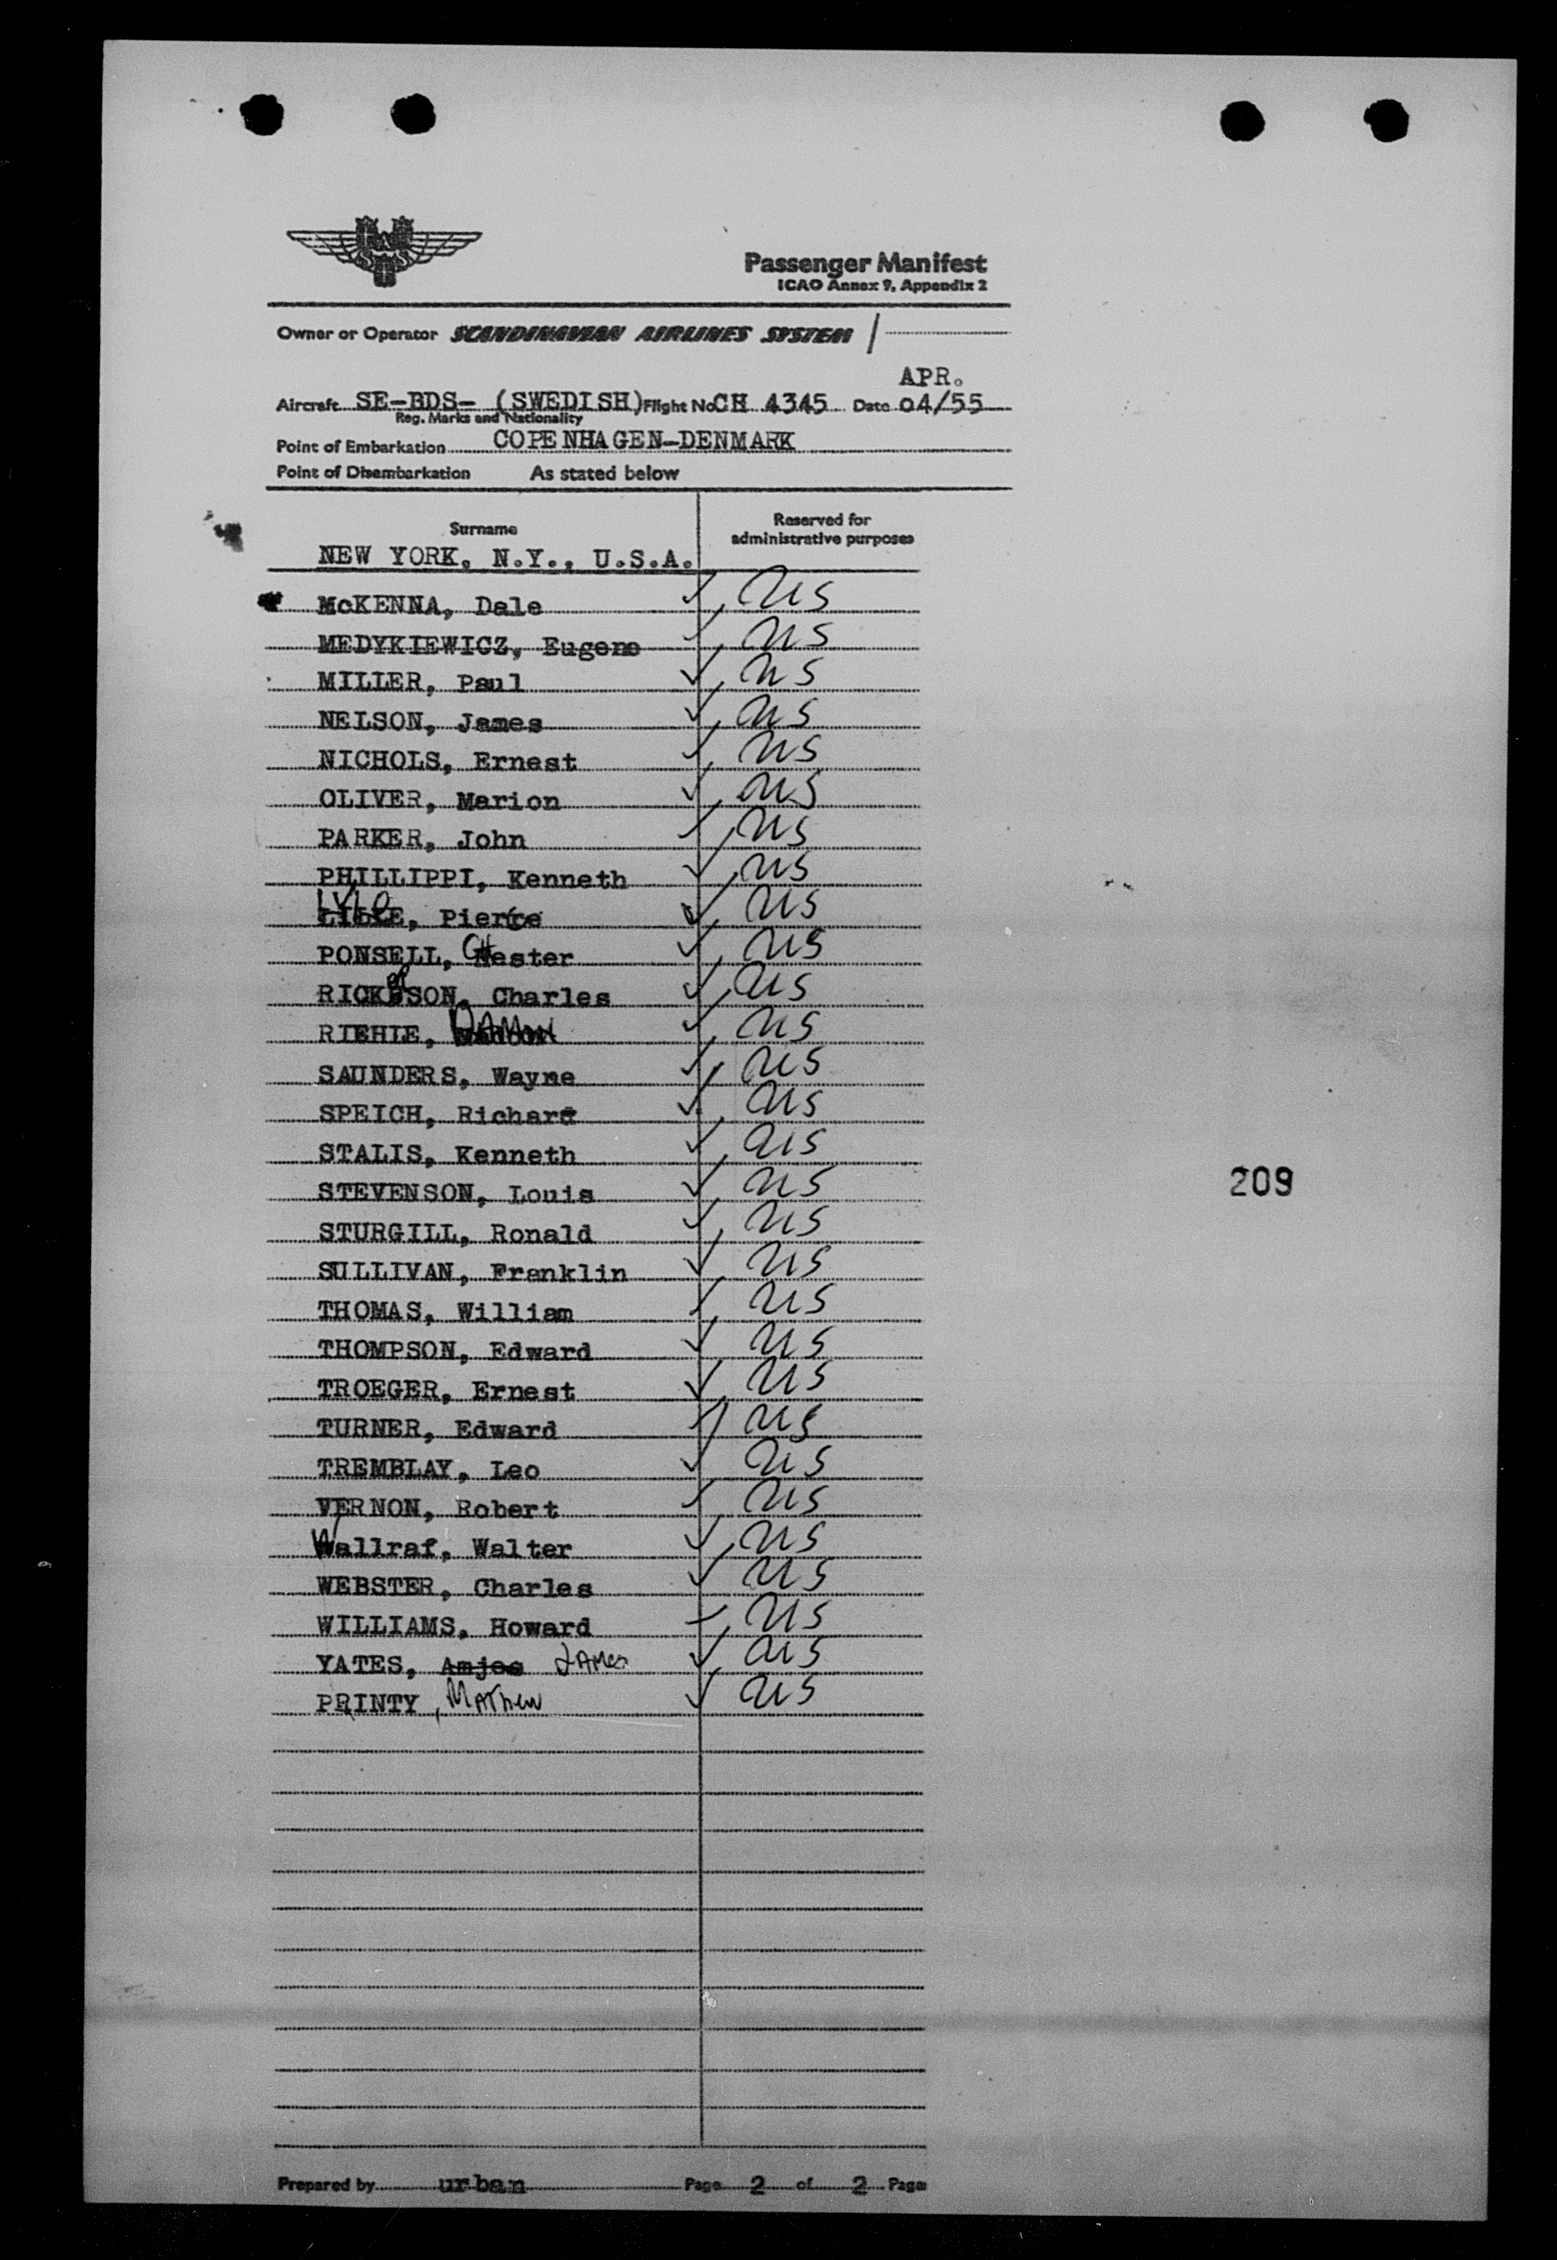 Passenger Manifest
ICAO Annex 9, Appendix 2
Owner or Operator SCANDINAVIAN AIRLINES SYSTEM /
APR.
Aircraft SE-BDS- (SWEDISH) Flight No CH 4345 Date 04/55
Reg. Marks and Nationality
Point of Embarkation COPENHAGEN-DENMARK
Point of Disembarkation As stated below
Surname Reserved for administrative purposes
NEW YORK, N.Y., U.S.A.
McKENNA, Dale ✓ US
MEDYKIEWICZ, Eugene ✓ US
MILLER, Paul ✓ US
NELSON, James ✓ US
NICHOLS, Ernest ✓ US
OLIVER, Marion ✓ US
PARKER, John ✓ US
PHILLIPPI, Kenneth ✓ US
Lyle, Pierce ✓ US
PONSELL, Chester ✓ US
RICKERSON, Charles ✓ US
RIEHLE, DAMON ✓ US
SAUNDERS, Wayne ✓ US
SPEICH, Richard ✓ US
STALIS, Kenneth ✓ US
STEVENSON, Louis ✓ US
STURGILL, Ronald ✓ US
SULLIVAN, Franklin ✓ US
THOMAS, William ✓ US
THOMPSON, Edward ✓ US
TROEGER, Ernest ✓ US
TURNER, Edward ✓ US
TREMBLAY, Leo ✓ US
VERNON, Robert ✓ US
Wallraf, Walter ✓ US
WEBSTER, Charles ✓ US
WILLIAMS, Howard ✓ US
YATES, Amjes James ✓ US
PRINTY, Mathew ✓ US
209
Prepared by urban Page 2 of 2 Pages